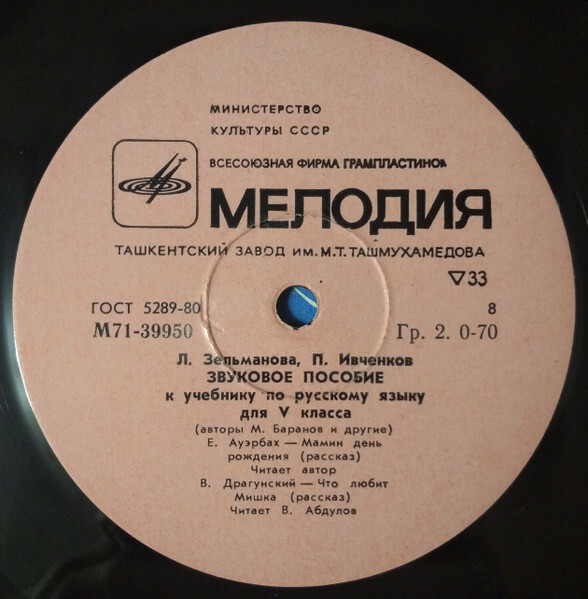 МИНИСТЕРСТВО
КУЛЬТУРЫ СССР
ВСЕСОЮЗНАЯ ФИРМА ГРАМПЛАСТИНОК
МЕЛОДИЯ
ТАШКЕНТСКИЙ ЗАВОД ИМ. М.Т. ТАШМУХАМЕДОВА
▽33
ГОСТ 5289-80 8
М71-39950 Гр. 2. 0-70
Л. Зельманова, П. Ивченков
ЗВУКОВОЕ ПОСОБИЕ
к учебнику по русскому языку
для V класса
(авторы М. Баранов и другие)
Е. Ауэрбах — Мамин день
рождения (рассказ)
Читает автор
В. Драгунский — Что любит
Мишка (рассказ)
Читает В. Абдулов